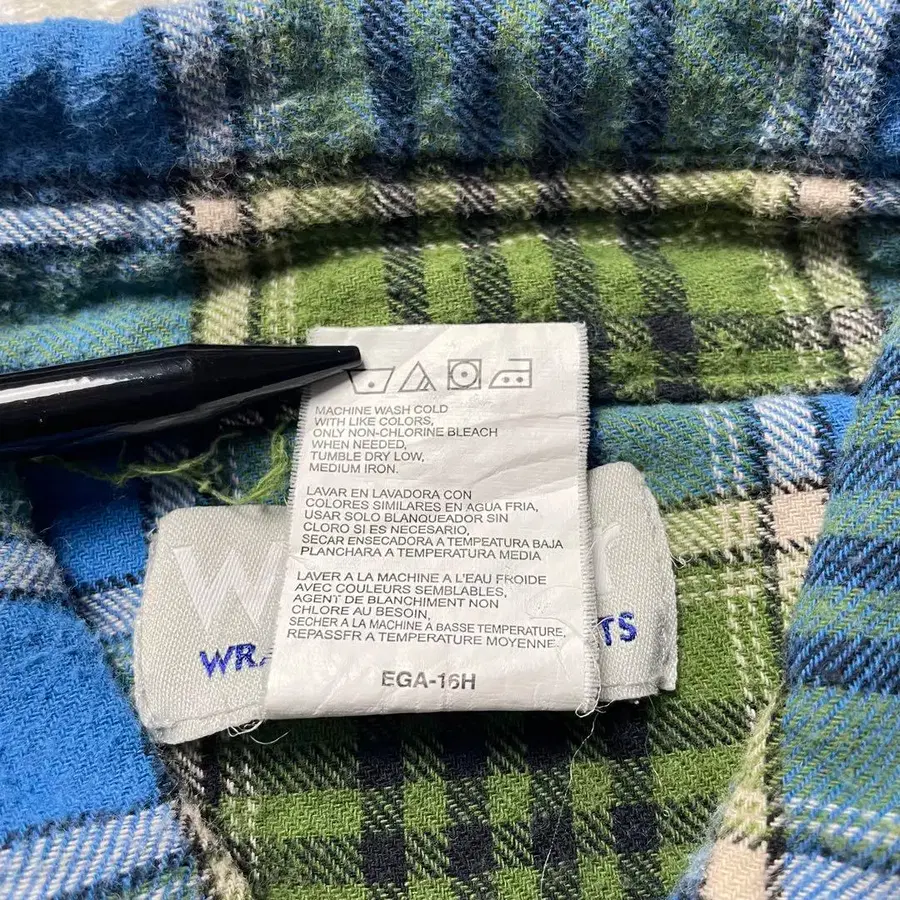 MACHINE WASH COLD
WITH LIKE COLORS,
ONLY NON-CHLORINE BLEACH
WHEN NEEDED,
TUMBLE DRY LOW,
MEDIUM IRON.
LAVAR EN LAVADORA CON
COLORES SIMILARES EN AGUA FRIA,
USAR SOLO BLANQUEADOR SIN
CLORO SI ES NECESARIO,
SECAR ENSECADORA A TEMPEATURA BAJA
PLANCHARA A TEMPERATURA MEDIA
LAVER A LA MACHINE A L'EAU FROIDE
AVEC COULEURS SEMBLABLES,
AGENT DE BLANCHIMENT NON
CHLORE AU BESOIN,
SECHER A LA MACHINE À BASSE TEMPERATURE,
REPASSFR A TEMPERATURE MOYENNE.
EGA-16H
WRA
TS